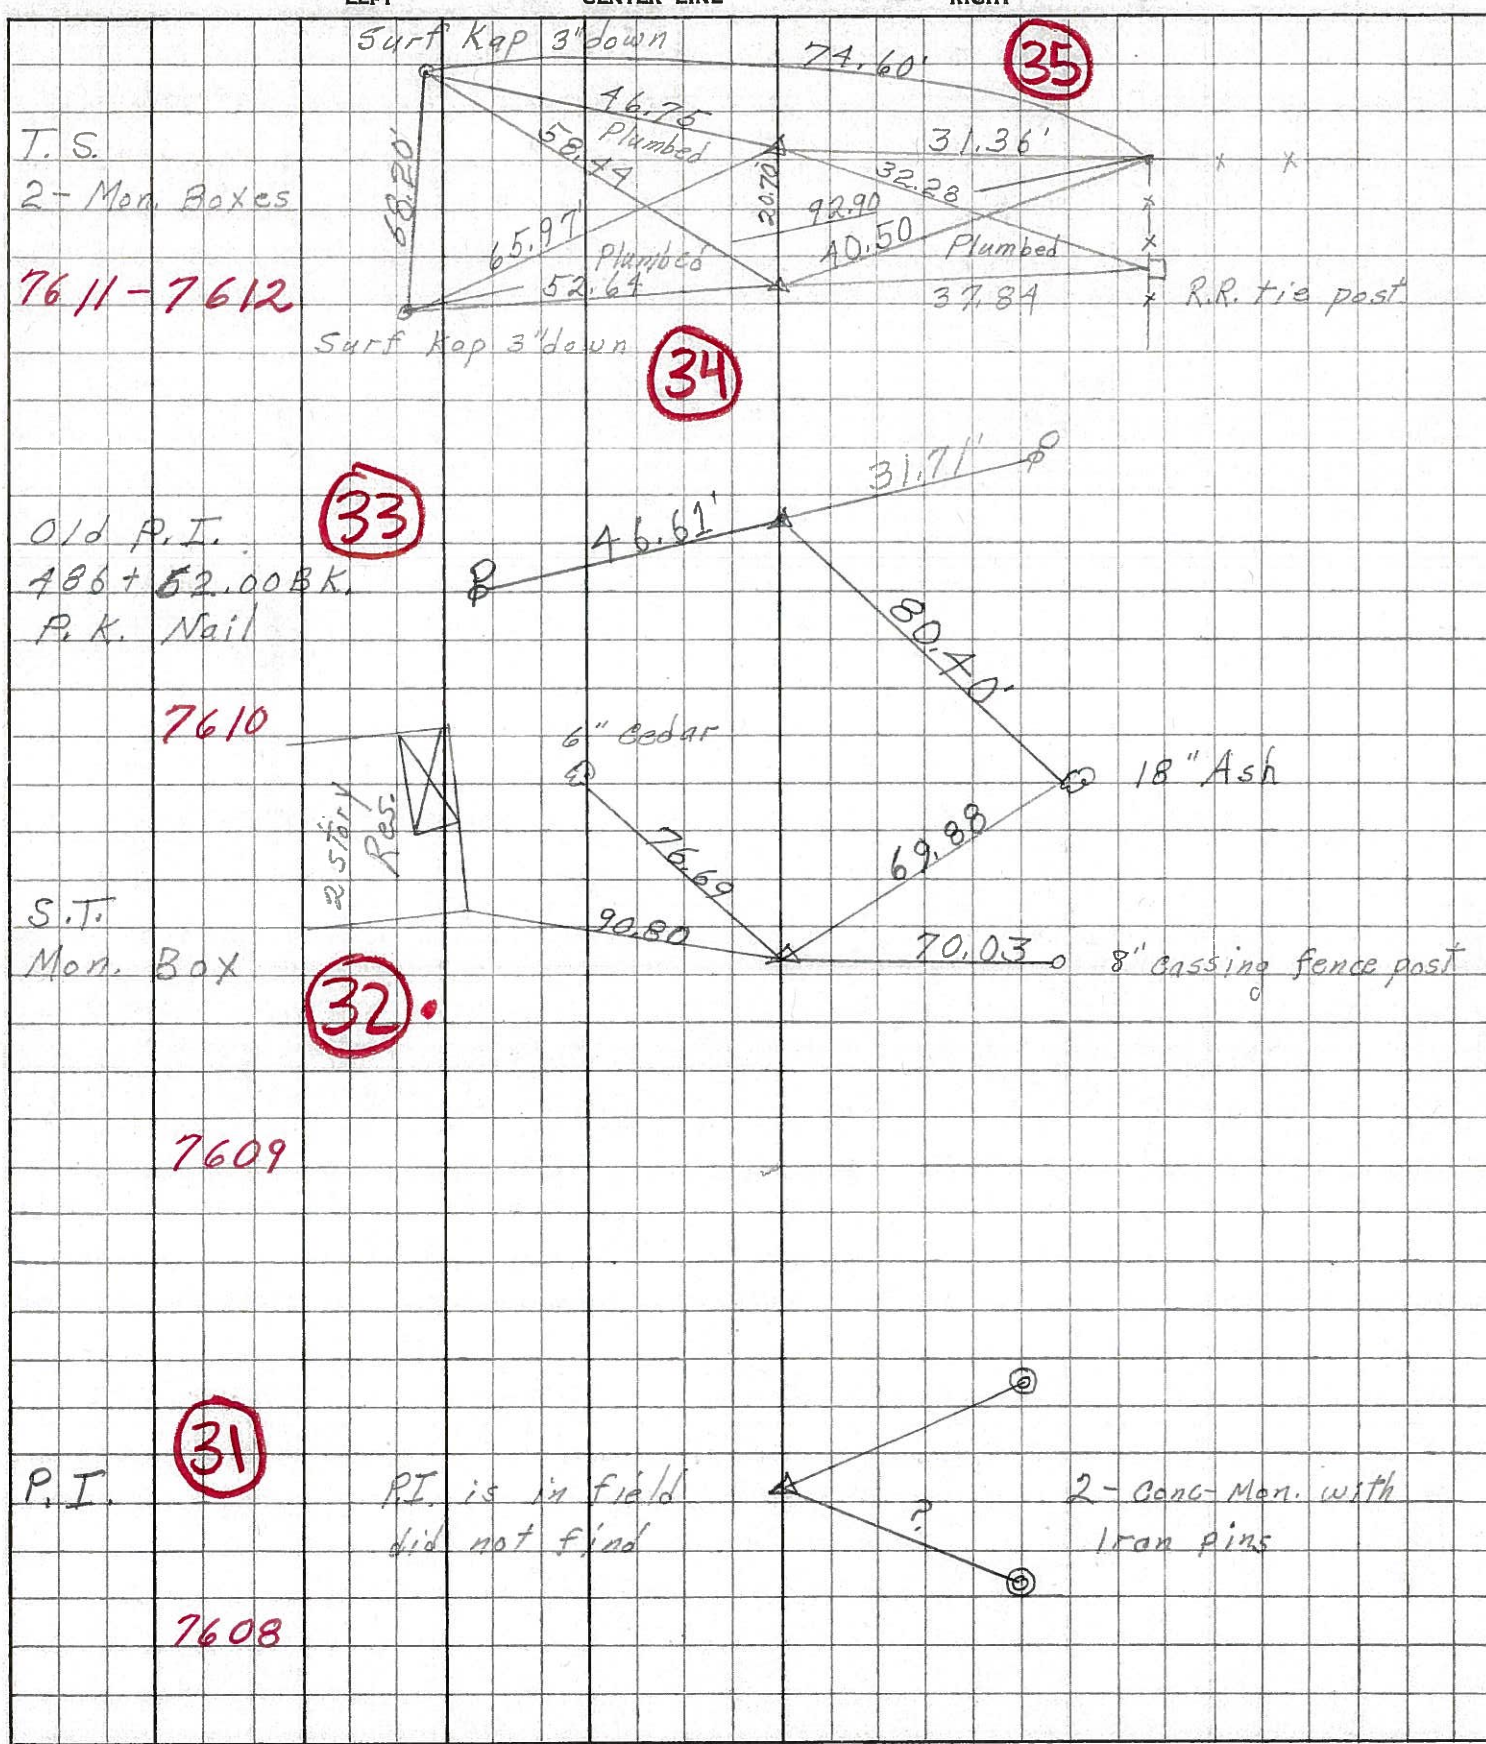 Surf Kap 3" down
74.60'
35
46.75
Plumbed
T.S.
58.44
31.36'
68.20'
20.70'
32.28
2-Mon. Boxes
92.90
65.97'
40.50
Plumbed
Plumbed
7611-7612
52.64
37.84
R.R. tie post
Surf Kap 3" down
34
31.71'
33
46.61'
Old P.I.
486+52.00 BK.
P.K. Nail
80.40'
7610
6" Cedar
18" Ash
2 Story
Res.
76.69
69.88
S.T.
90.80
Mon. Box
70.03
8" cassing fence post
32.
7609
31
P.I.
P.I. is in field
did not find
?
2-Conc-Mon. with
Iron pins
7608